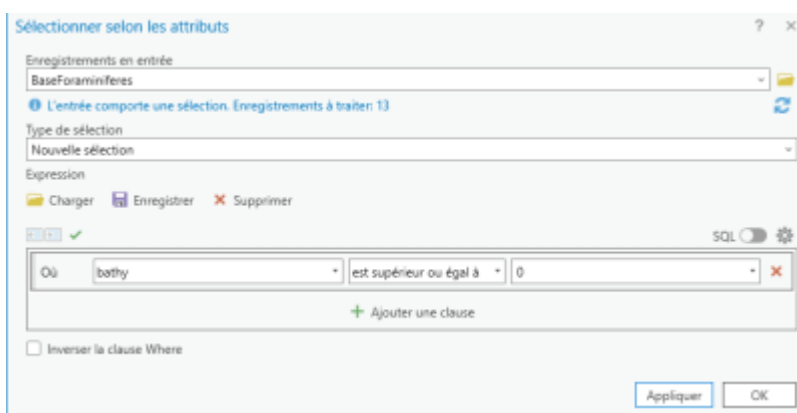 Sélectionner selon les attributs ? ×
Enregistrements en entrée
BaseForaminiferes
L'entrée comporte une sélection. Enregistrements à traiter: 13
Type de sélection
Nouvelle sélection
Expression
Charger Enregistrer Supprimer
SQL
Où bathy est supérieur ou égal à 0
Ajouter une clause
Inverser la clause Where
Appliquer OK